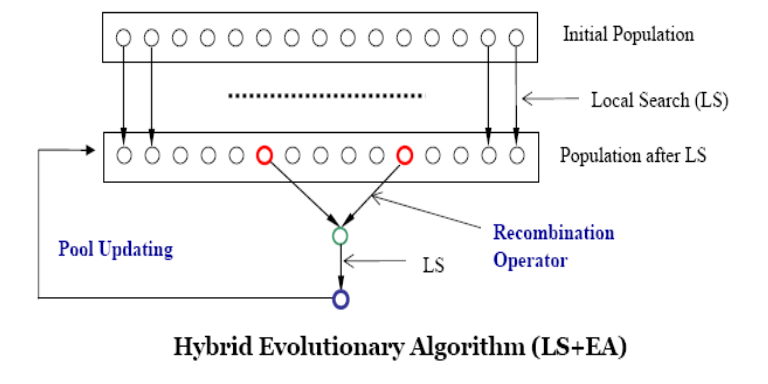 Initial Population
Local Search (LS)
Population after LS
Pool Updating
Recombination
Operator
LS
Hybrid Evolutionary Algorithm (LS+EA)